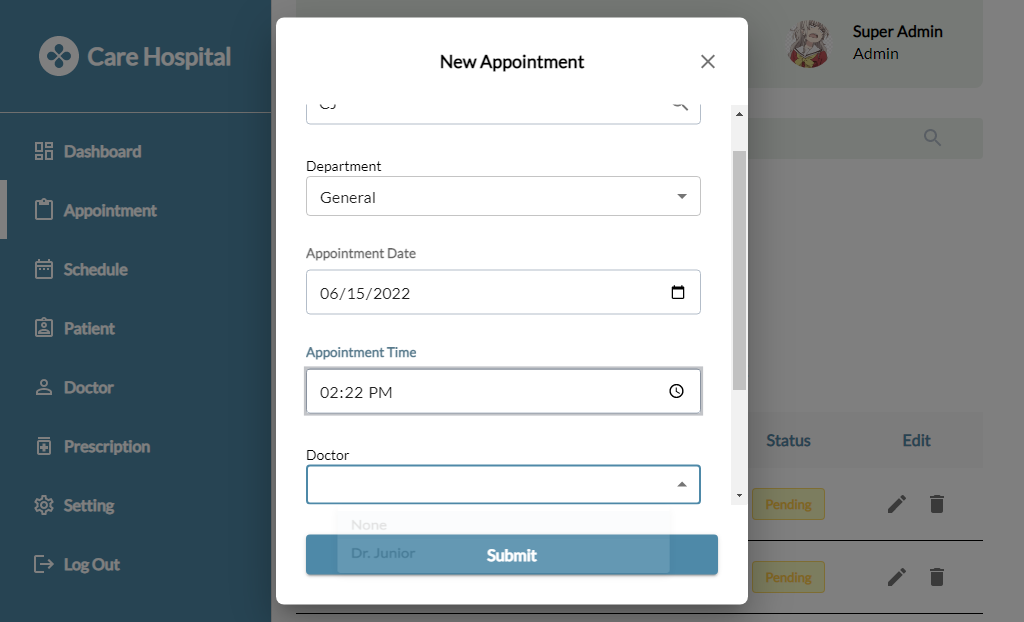 Care Hospital
Dashboard
Appointment
Schedule
Patient
Doctor
Prescription
Setting
Log Out
Super Admin
Admin
New Appointment
Department
General
Appointment Date
06/15/2022
Appointment Time
02:22 PM
Doctor
None
Dr. Junior
Submit
Status Edit
Pending
Pending